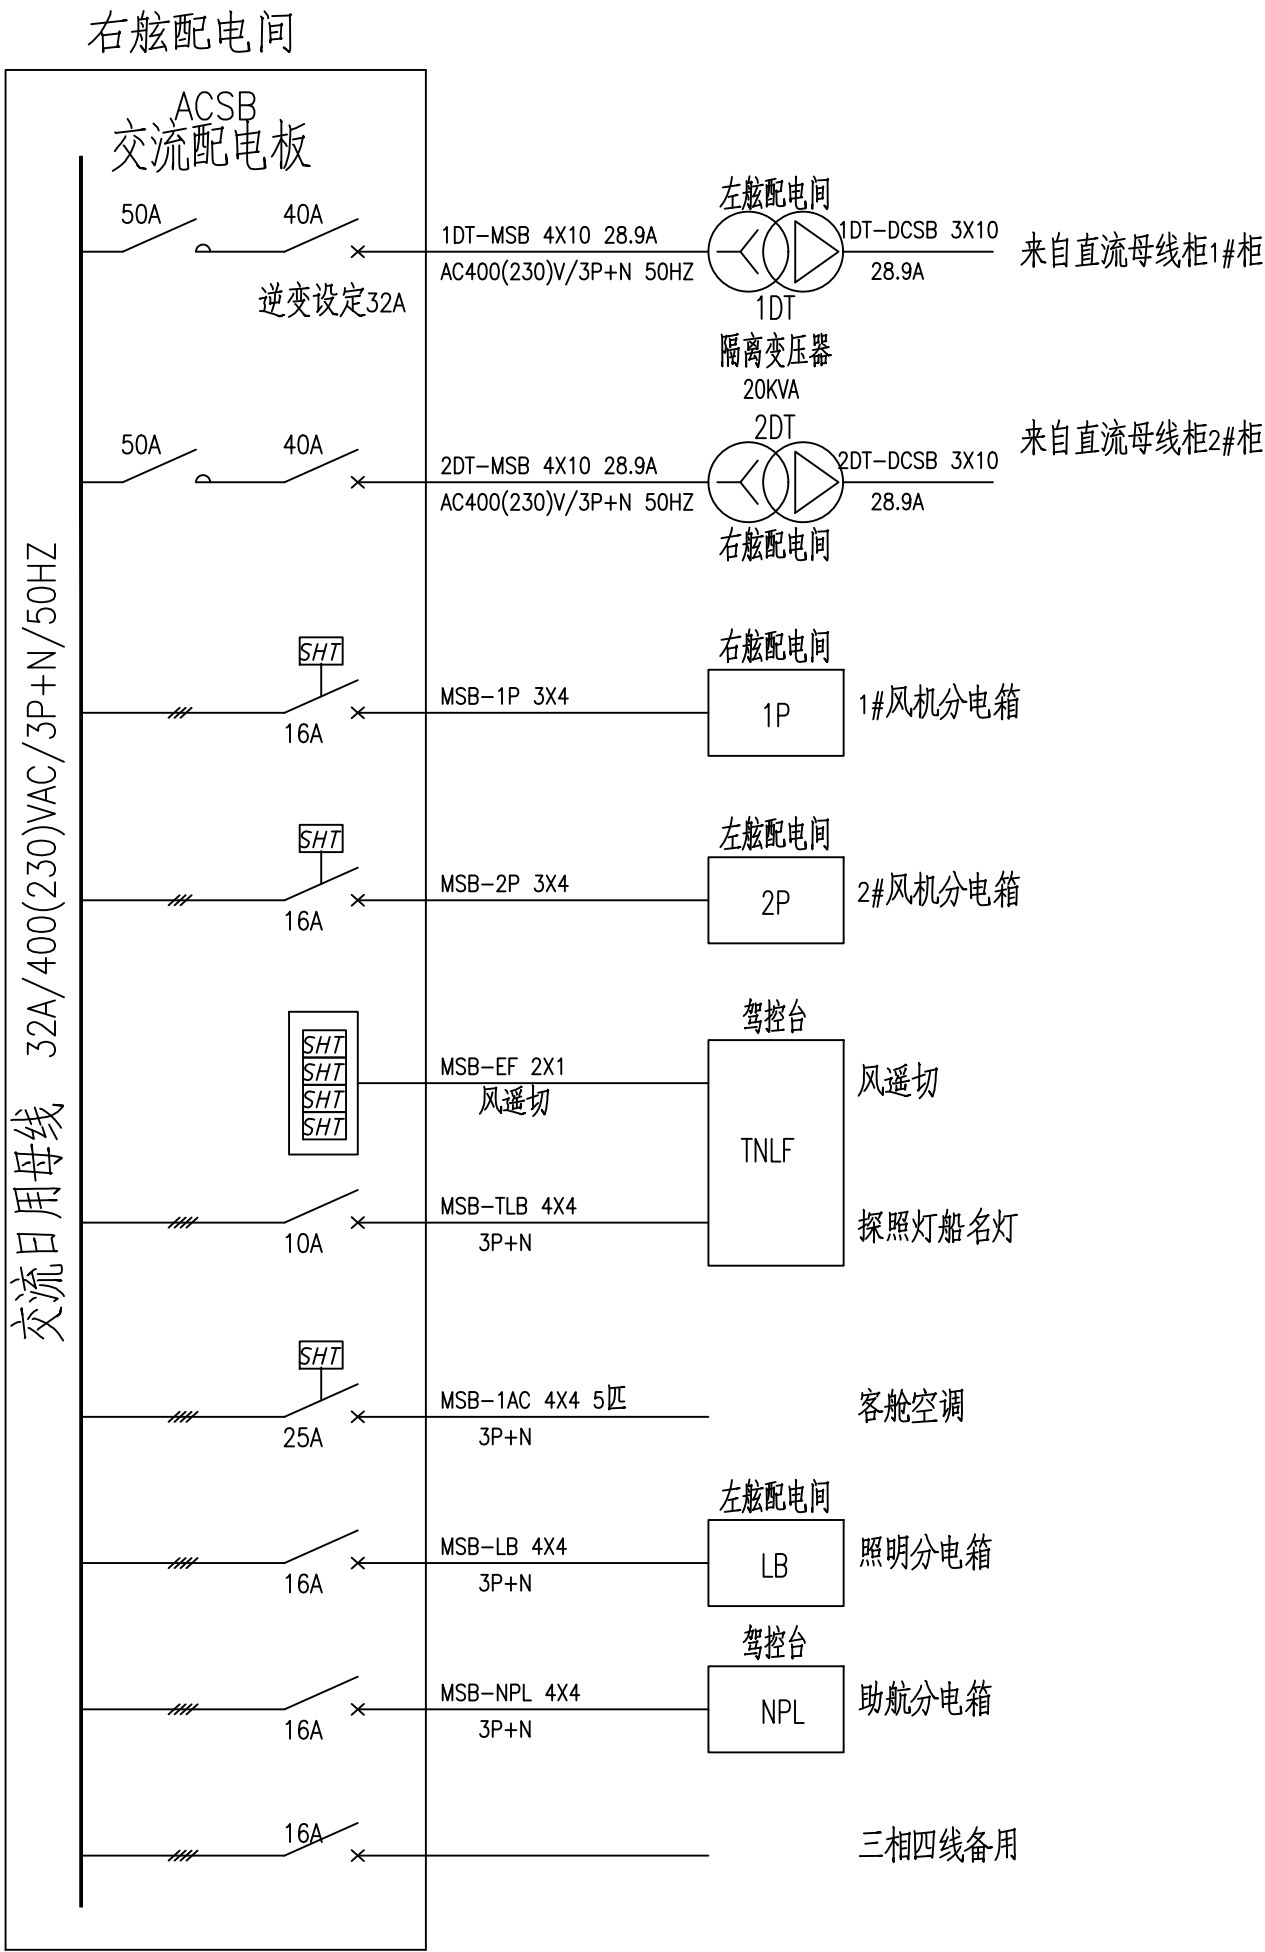 右舷配电间
ACSB
交流配电板
交流日用母线 32A/400(230)VAC/3P+N/50HZ
50A
40A
逆变设定32A
1DT-MSB 4X10 28.9A
AC400(230)V/3P+N 50HZ
左舷配电间
1DT
隔离变压器
20KVA
1DT-DCSB 3X10
28.9A
来自直流母线柜1#柜
50A
40A
2DT-MSB 4X10 28.9A
AC400(230)V/3P+N 50HZ
2DT
右舷配电间
2DT-DCSB 3X10
28.9A
来自直流母线柜2#柜
SHT
16A
MSB-1P 3X4
右舷配电间
1P
1#风机分电箱
SHT
16A
MSB-2P 3X4
左舷配电间
2P
2#风机分电箱
SHT
SHT
SHT
SHT
MSB-EF 2X1
风遥切
驾控台
TNLF
风遥切
10A
MSB-TLB 4X4
3P+N
探照灯船名灯
SHT
25A
MSB-1AC 4X4 5匹
3P+N
客舱空调
16A
MSB-LB 4X4
3P+N
左舷配电间
LB
照明分电箱
16A
MSB-NPL 4X4
3P+N
驾控台
NPL
助航分电箱
16A
三相四线备用